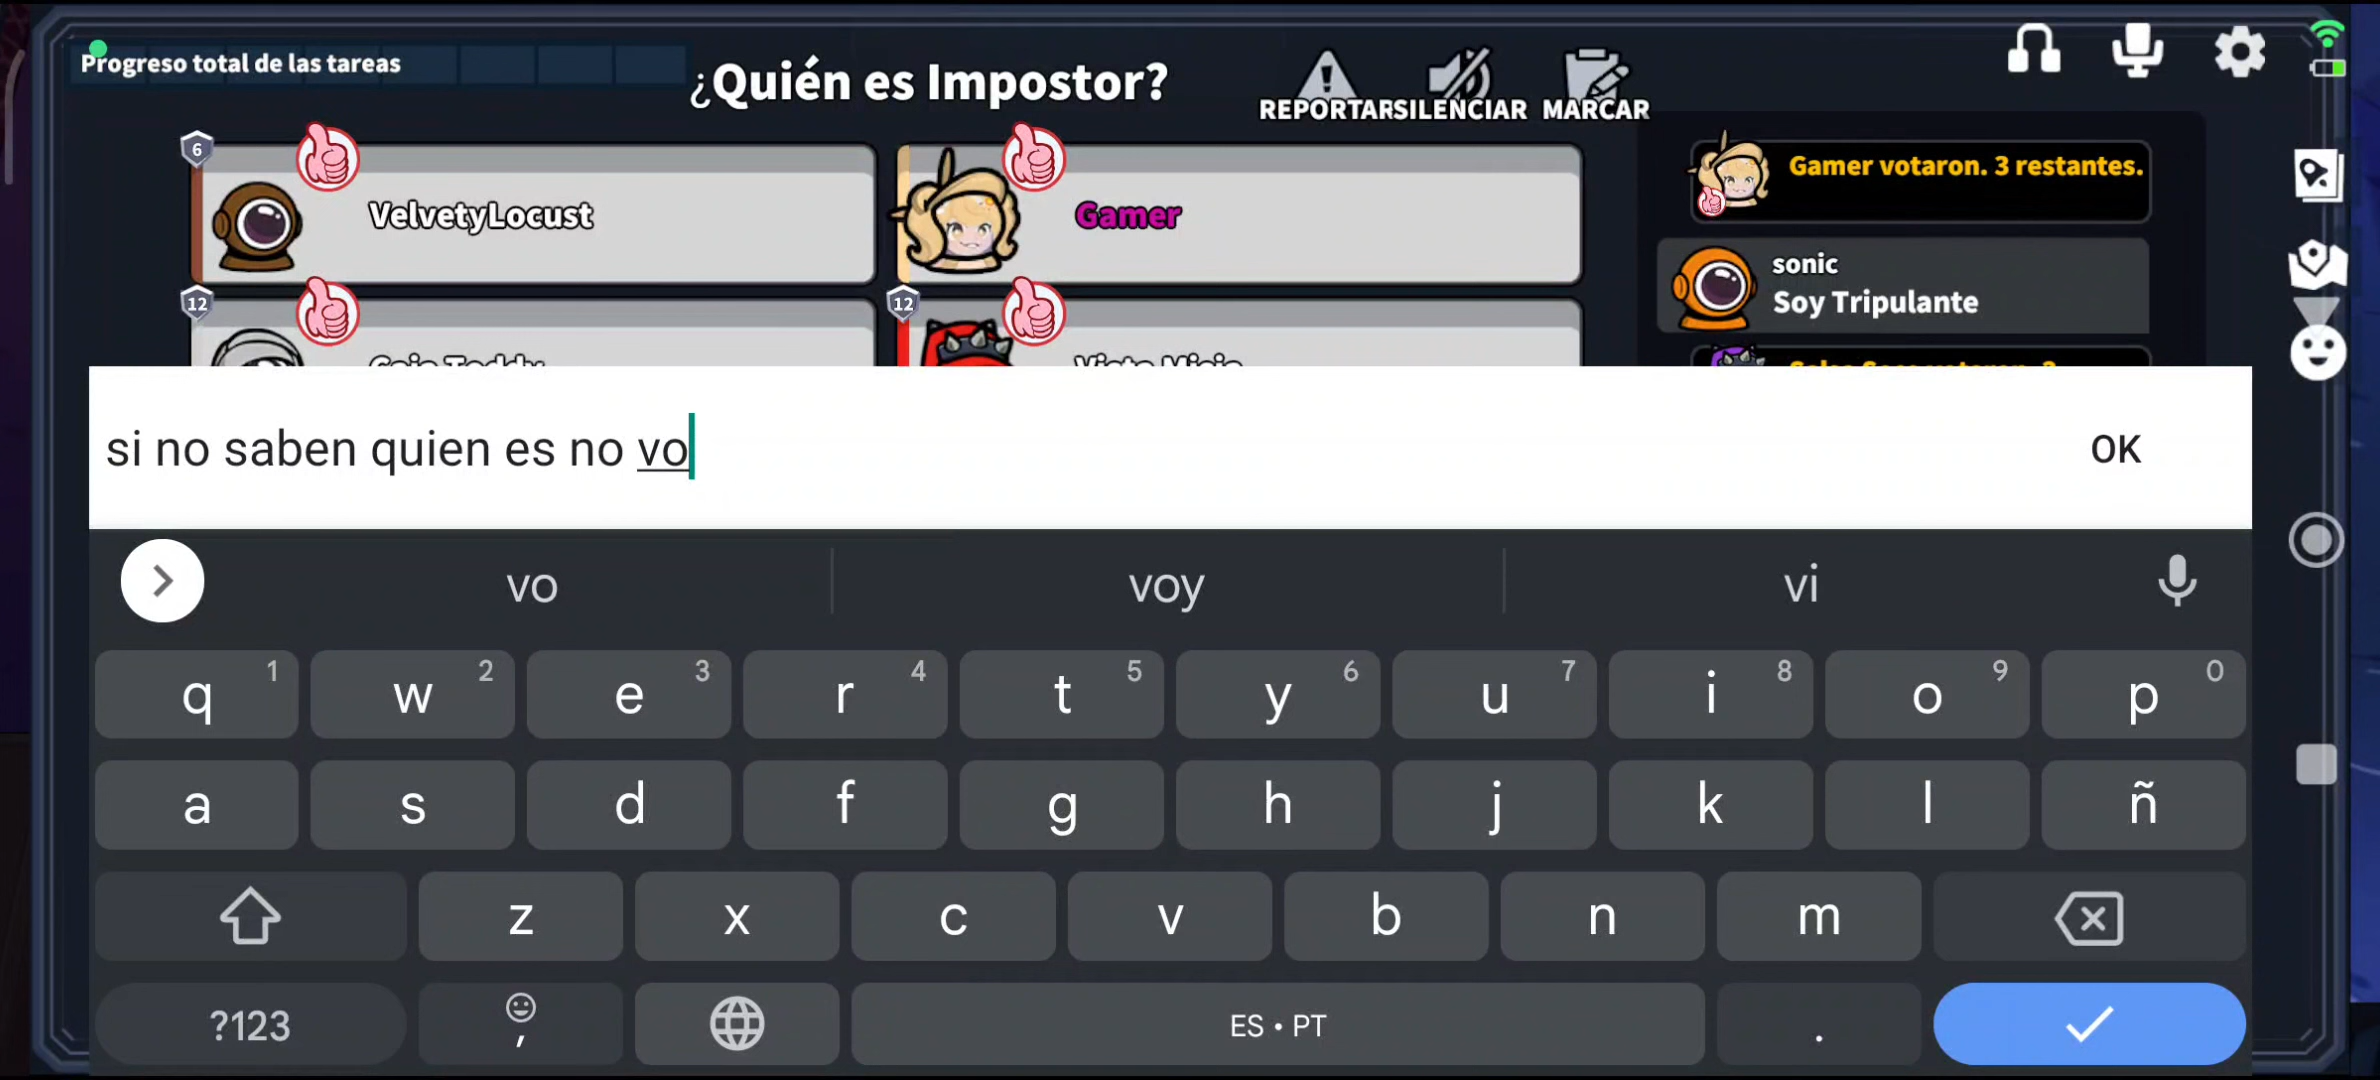 Progreso total de las tareas
¿Quién es Impostor?
REPORTAR
SILENCIAR
MARCAR
6
VelvetyLocust
Gamer
Gamer votaron. 3 restantes.
sonic
Soy Tripulante
12
12
si no saben quien es no vo
OK
vo voy vi
q 1 w 2 e 3 r 4 t 5 y 6 u 7 i 8 o 9 p 0
a s d f g h j k l ñ
z x c v b n m
?123 , ES • PT .